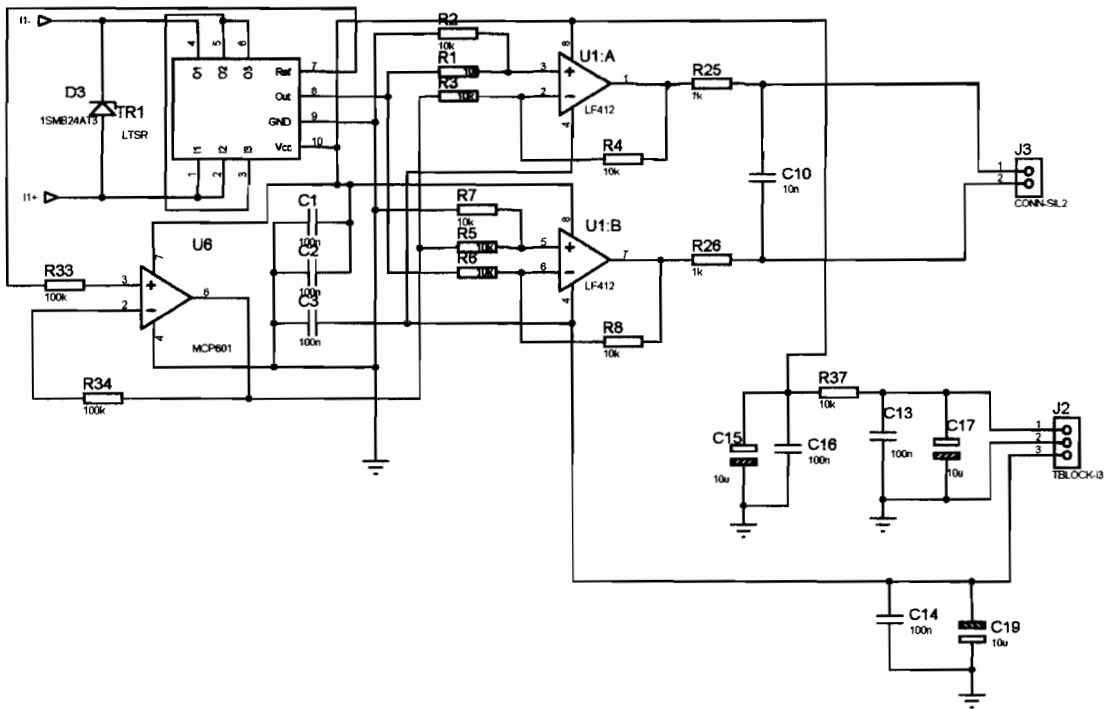 I1-
I1+
D3
1SMB24AT3
TR1
LTSR
4
5
6
O1
O2
O3
Ref
7
Out
8
GND
9
Vcc
10
I1
I2
I3
1
2
3
R2
10k
R1
10k
R3
10k
8
U1:A
3
2
1
4
LF412
R4
10k
R25
1k
C10
10n
J3
1
2
CONN-SIL2
R7
10k
R5
10k
R6
10k
8
U1:B
5
6
7
4
LF412
R8
10k
R26
1k
C1
100n
C2
100n
C3
100n
U6
7
3
2
6
4
MCP601
R33
100k
R34
100k
R37
10k
C15
10u
C16
100n
C13
100n
C17
10u
J2
1
2
3
TBLOCK-I3
C14
100n
C19
10u